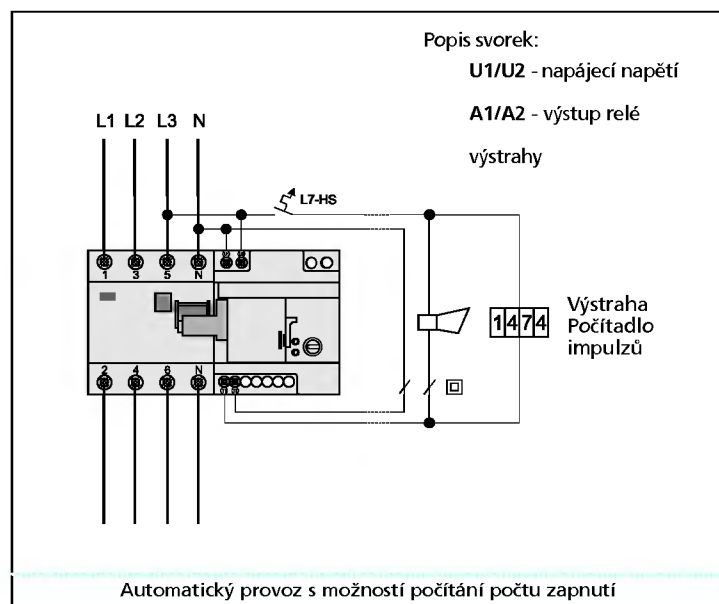 Popis svorek:
U1/U2 - napájecí napětí
A1/A2 - výstup relé
výstrahy
L1 L2 L3 N
L7-HS
1 3 5 N
1474
Výstraha
Počítadlo
impulzů
2 4 6 N
Automatický provoz s možností počítání počtu zapnutí